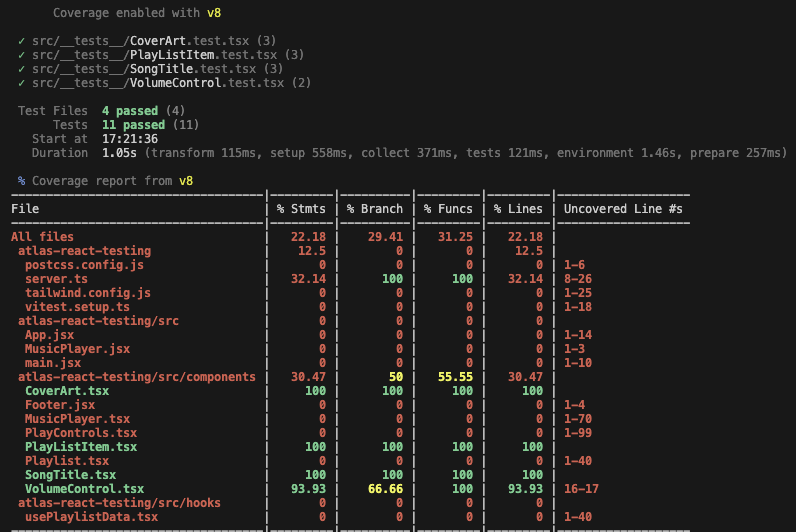 Coverage enabled with v8
✓ src/__tests__/CoverArt.test.tsx (3)
✓ src/__tests__/PlayListItem.test.tsx (3)
✓ src/__tests__/SongTitle.test.tsx (3)
✓ src/__tests__/VolumeControl.test.tsx (2)
Test Files 4 passed (4)
Tests 11 passed (11)
Start at 17:21:36
Duration 1.05s (transform 115ms, setup 558ms, collect 371ms, tests 121ms, environment 1.46s, prepare 257ms)
% Coverage report from v8
File | % Stmts | % Branch | % Funcs | % Lines | Uncovered Line #s
All files | 22.18 | 29.41 | 31.25 | 22.18 |
atlas-react-testing | 12.5 | 0 | 0 | 12.5 |
postcss.config.js | 0 | 0 | 0 | 0 | 1-6
server.ts | 32.14 | 100 | 100 | 32.14 | 8-26
tailwind.config.js | 0 | 0 | 0 | 0 | 1-25
vitest.setup.ts | 0 | 0 | 0 | 0 | 1-18
atlas-react-testing/src | 0 | 0 | 0 | 0 |
App.jsx | 0 | 0 | 0 | 0 | 1-14
MusicPlayer.jsx | 0 | 0 | 0 | 0 | 1-3
main.jsx | 0 | 0 | 0 | 0 | 1-10
atlas-react-testing/src/components | 30.47 | 50 | 55.55 | 30.47 |
CoverArt.tsx | 100 | 100 | 100 | 100 |
Footer.jsx | 0 | 0 | 0 | 0 | 1-4
MusicPlayer.tsx | 0 | 0 | 0 | 0 | 1-70
PlayControls.tsx | 0 | 0 | 0 | 0 | 1-99
PlayListItem.tsx | 100 | 100 | 100 | 100 |
Playlist.tsx | 0 | 0 | 0 | 0 | 1-40
SongTitle.tsx | 100 | 100 | 100 | 100 |
VolumeControl.tsx | 93.93 | 66.66 | 100 | 93.93 | 16-17
atlas-react-testing/src/hooks | 0 | 0 | 0 | 0 |
usePlaylistData.tsx | 0 | 0 | 0 | 0 | 1-40